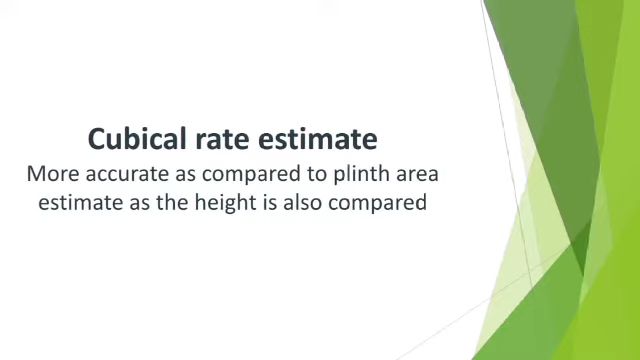 Cubical rate estimate
More accurate as compared to plinth area
estimate as the height is also compared